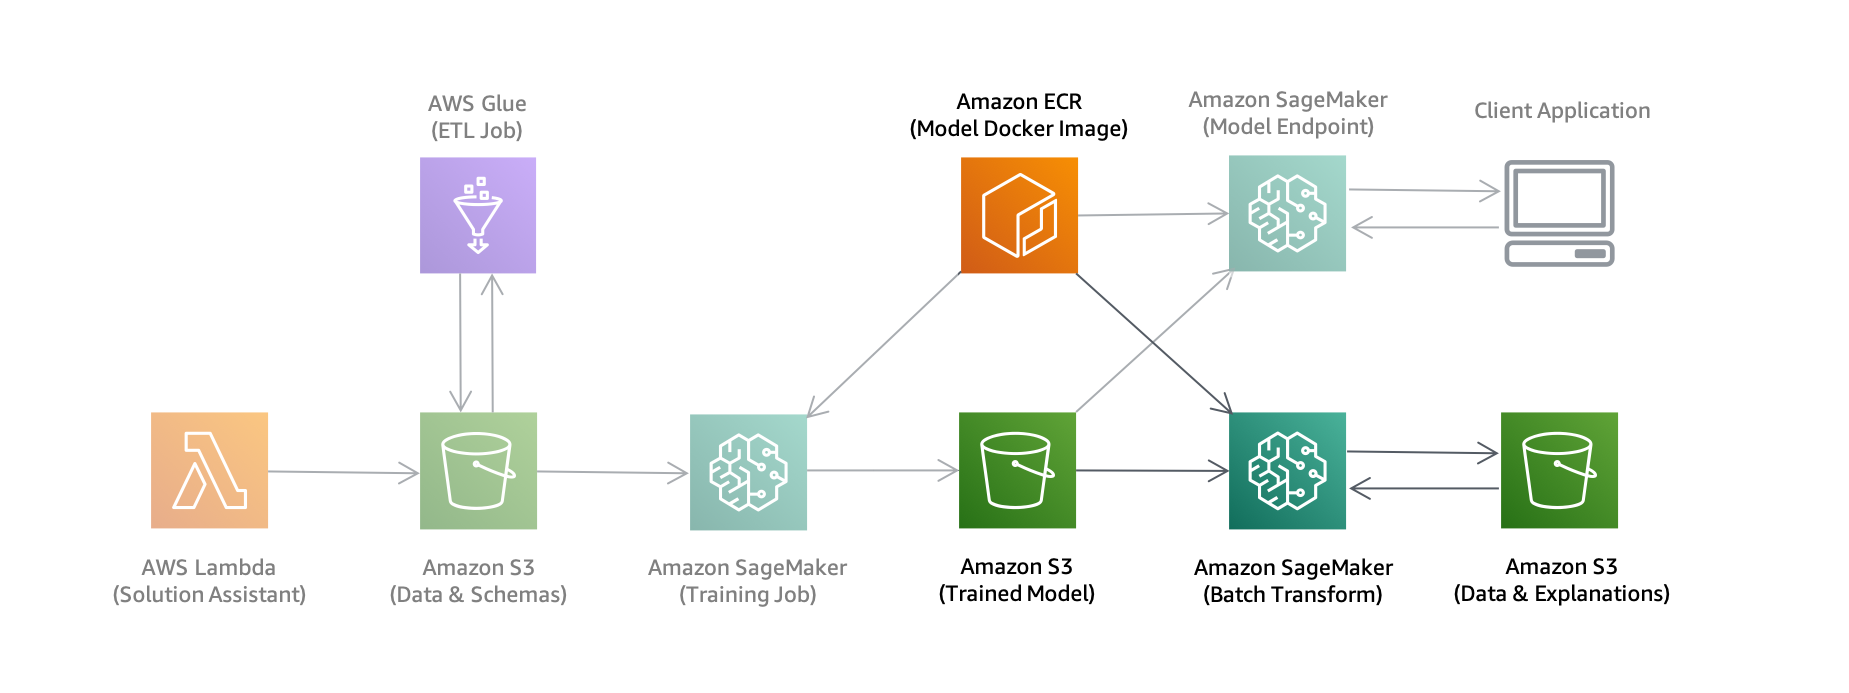 AWS Glue
(ETL Job)
Amazon ECR
(Model Docker Image)
Amazon SageMaker
(Model Endpoint)
Client Application
AWS Lambda
(Solution Assistant)
Amazon S3
(Data & Schemas)
Amazon SageMaker
(Training Job)
Amazon S3
(Trained Model)
Amazon SageMaker
(Batch Transform)
Amazon S3
(Data & Explanations)